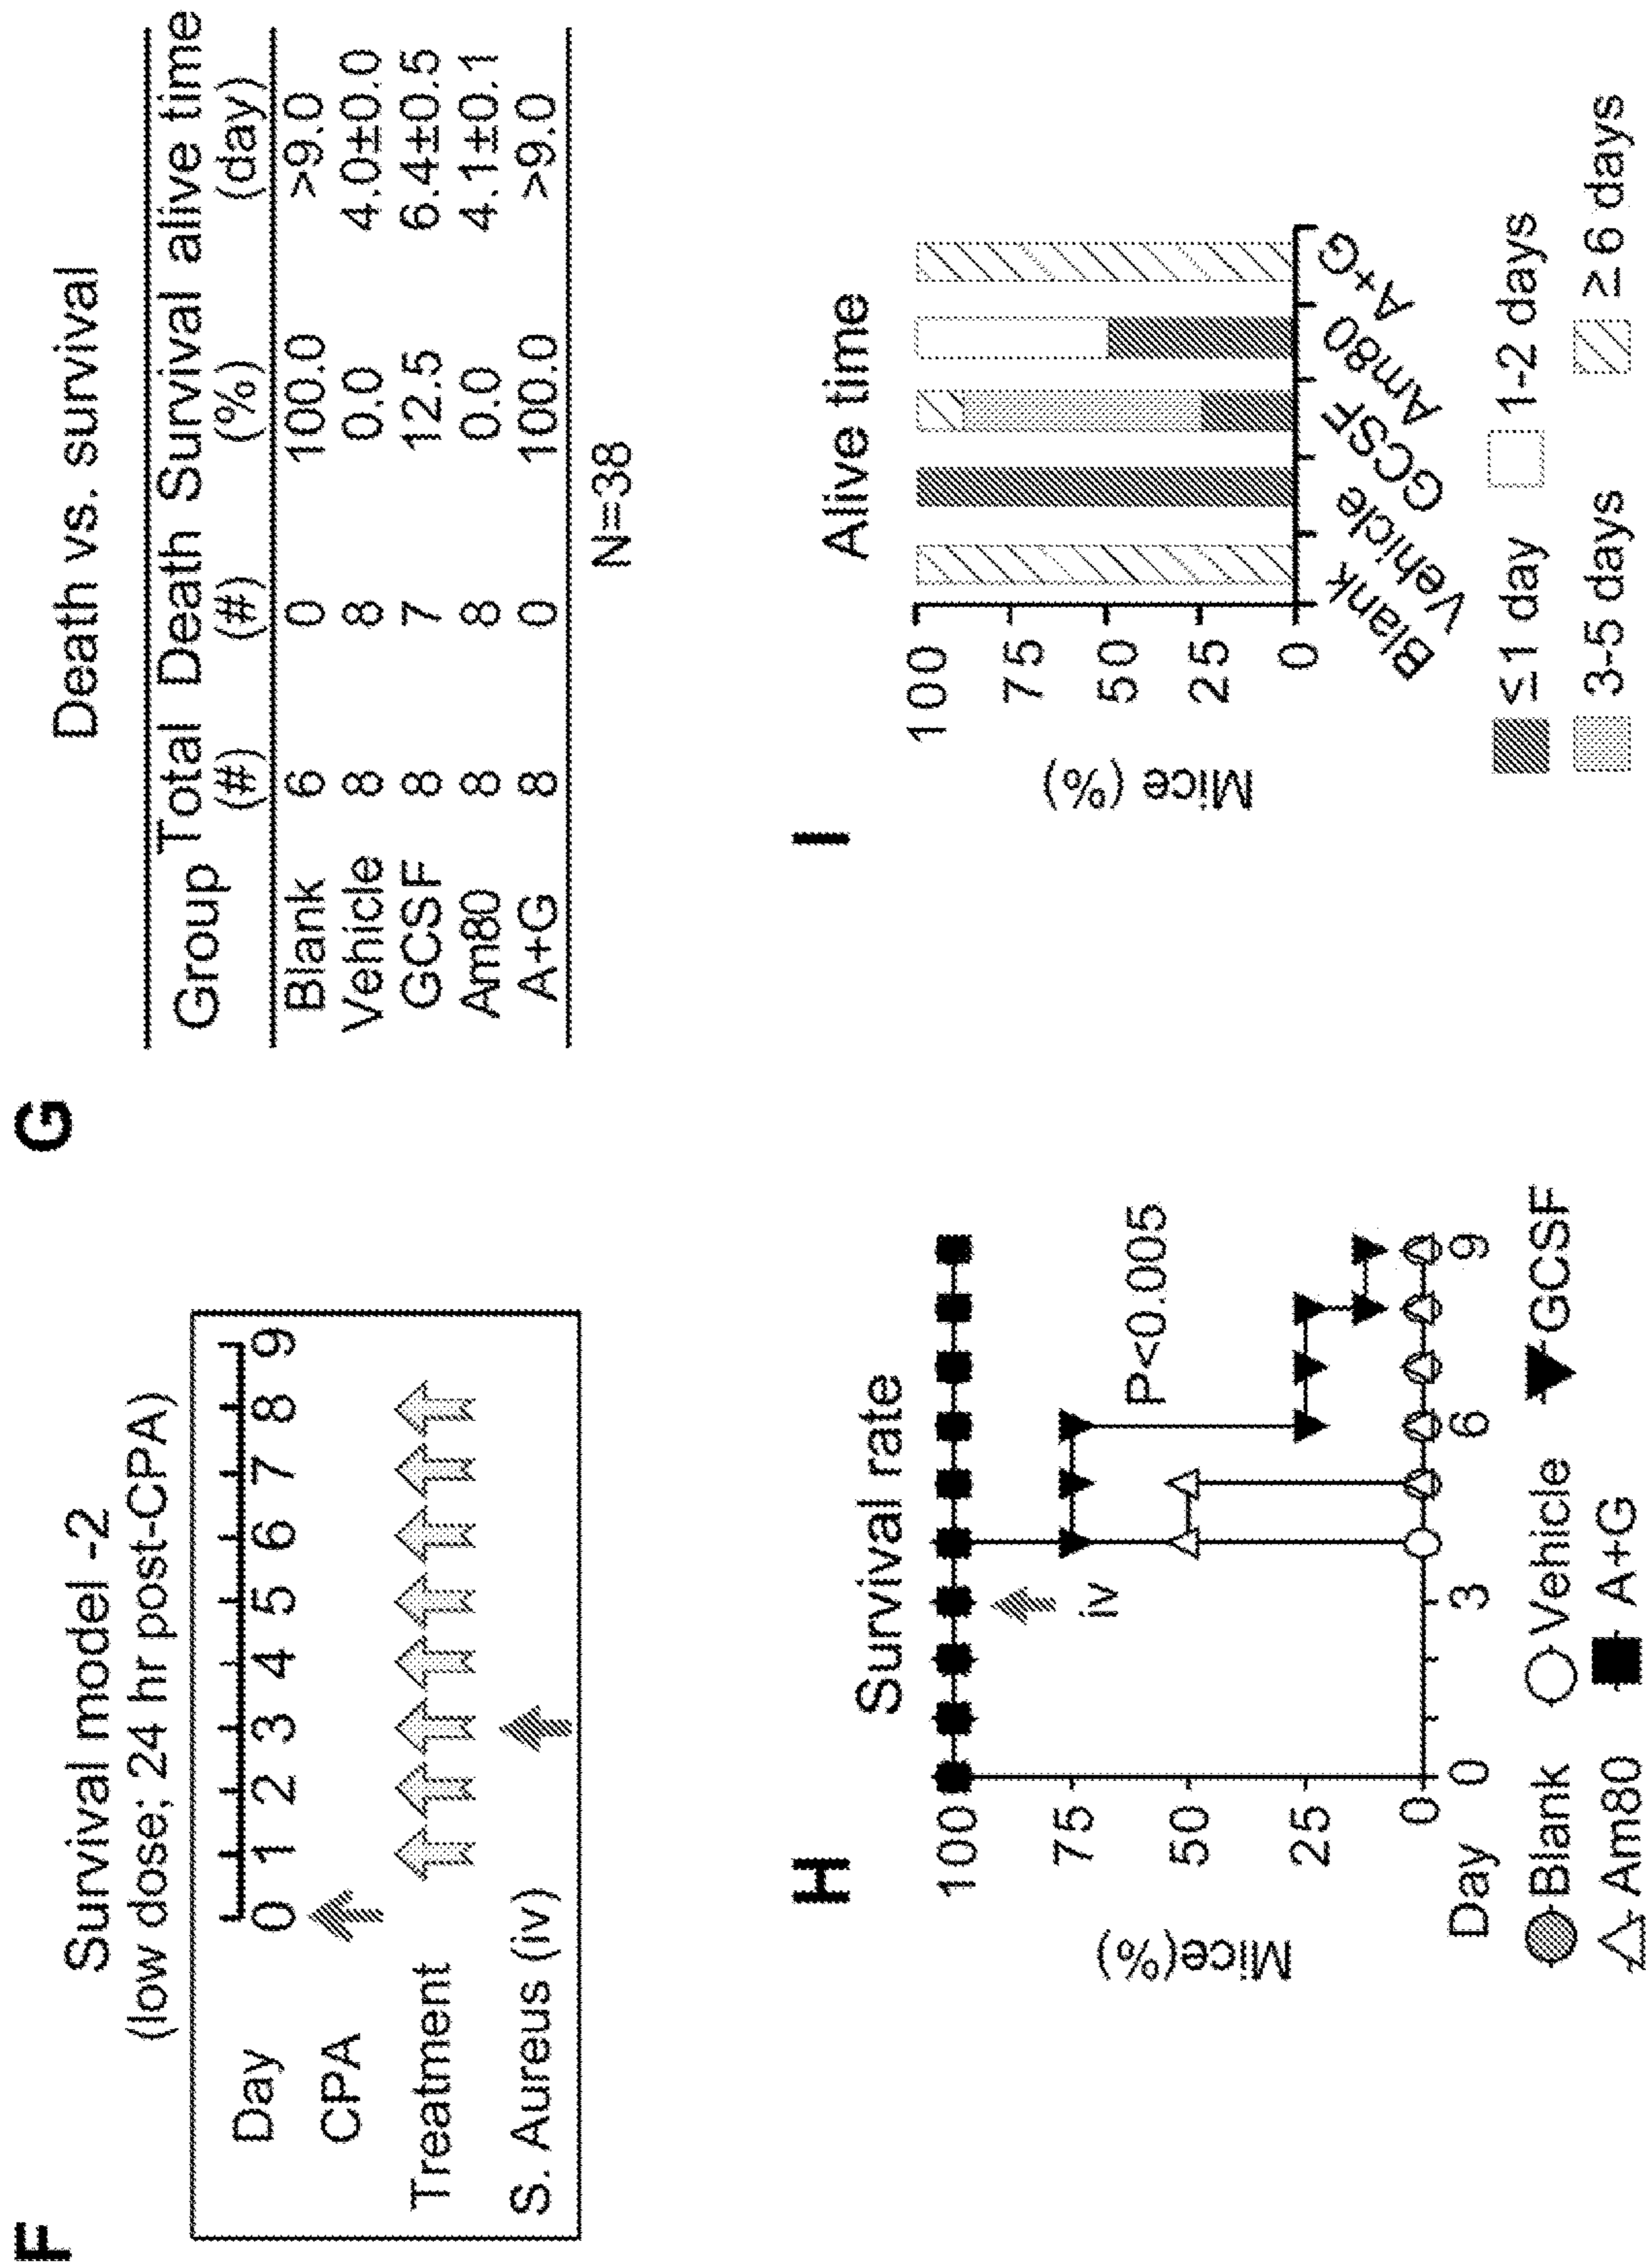 F
Survival model -2
(low dose; 24 hr post-CPA)
Day 0 1 2 3 4 5 6 7 8 9
CPA
Treatment
S. Aureus (iv)
G
Death vs. survival
Group Total Death Survival alive time
(#) (#) (%) (day)
Blank 6 0 100.0 >9.0
Vehicle 8 8 0.0 4.0±0.0
GCSF 8 7 12.5 6.4±0.5
Am80 8 8 0.0 4.1±0.1
A+G 8 0 100.0 >9.0
N=38
H
Survival rate
Mice(%)
100
75
50
25
0
iv
P<0.005
Day 0 3 6 9
Blank Vehicle GCSF
Am80 A+G
I
Alive time
Mice (%)
100
75
50
25
0
Blank Vehicle GCSF Am80 A+G
≤1 day 1-2 days
3-5 days ≥ 6 days